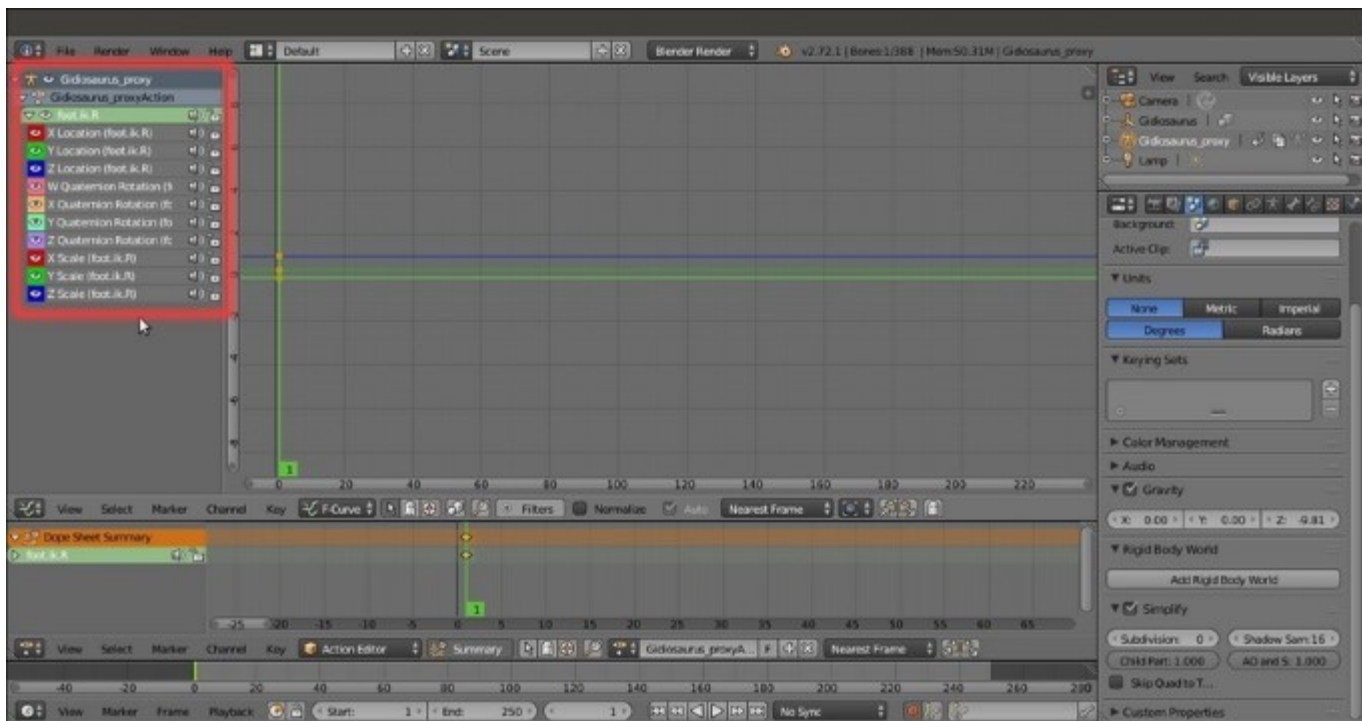 File Render Window Help Default Scene Blender Render v2.72.1 | Bones:1/388 | Mem:50.31M | Gidiosaurus_proxy
Gidiosaurus_proxy
Gidiosaurus_proxyAction
foot.ik.R
X Location (foot.ik.R)
Y Location (foot.ik.R)
Z Location (foot.ik.R)
W Quaternion Rotation (f
X Quaternion Rotation (fc
Y Quaternion Rotation (fo
Z Quaternion Rotation (fc
X Scale (foot.ik.R)
Y Scale (foot.ik.R)
Z Scale (foot.ik.R)
1
0 20 40 60 80 100 120 140 160 180 200 220
View Select Marker Channel Key F-Curve Filters Normalize Auto Nearest Frame
Dope Sheet Summary
foot.ik.R
1
-25 -20 -15 -10 -5 0 5 10 15 20 25 30 35 40 45 50 55 60 65
View Select Marker Channel Key Action Editor Summary Gidiosaurus_proxyA... F Nearest Frame
-40 -20 0 20 40 60 80 100 120 140 160 180 200 220 240 260 280
View Marker Frame Playback Start: 1 End: 250 1 No Sync
View Search Visible Layers
Camera
Gidiosaurus
Gidiosaurus_proxy
Lamp
Background:
Active Clip:
Units
None Metric Imperial
Degrees Radians
Keying Sets
Color Management
Audio
Gravity
X: 0.00 Y: 0.00 Z: -9.81
Rigid Body World
Add Rigid Body World
Simplify
Subdivision: 0 Shadow Sam:16
Child Part: 1.000 AO and S: 1.000
Skip Quad to T...
Custom Properties